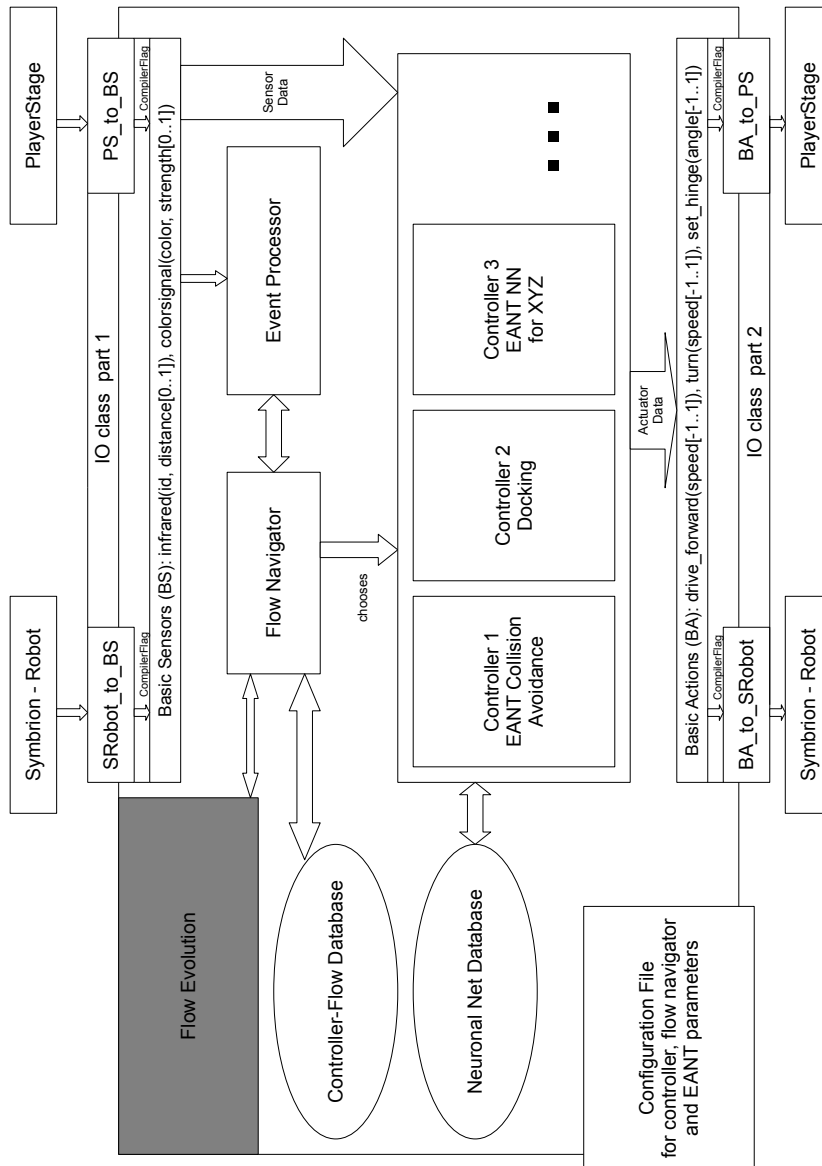 Symbrion - Robot
PlayerStage
SRobot_to_BS
IO class  part 1
PS_to_BS
CompilerFlag
CompilerFlag
Basic Sensors (BS): infrared(id, distance[0..1]), colorsignal(color, strength[0..1])
Flow Evolution
Flow Navigator
Event Processor
Sensor
Data
Controller-Flow Database
chooses
Neuronal Net Database
Controller 1
EANT Collision
Avoidance
Controller 2
Docking
Controller 3
EANT NN
for XYZ
Actuator
Data
Configuration File
for controller, flow navigator
and EANT parameters
Basic Actions (BA): drive_forward(speed[-1..1]), turn(speed[-1..1]), set_hinge(angle[-1..1])
CompilerFlag
CompilerFlag
BA_to_SRobot
IO class  part 2
BA_to_PS
Symbrion - Robot
PlayerStage